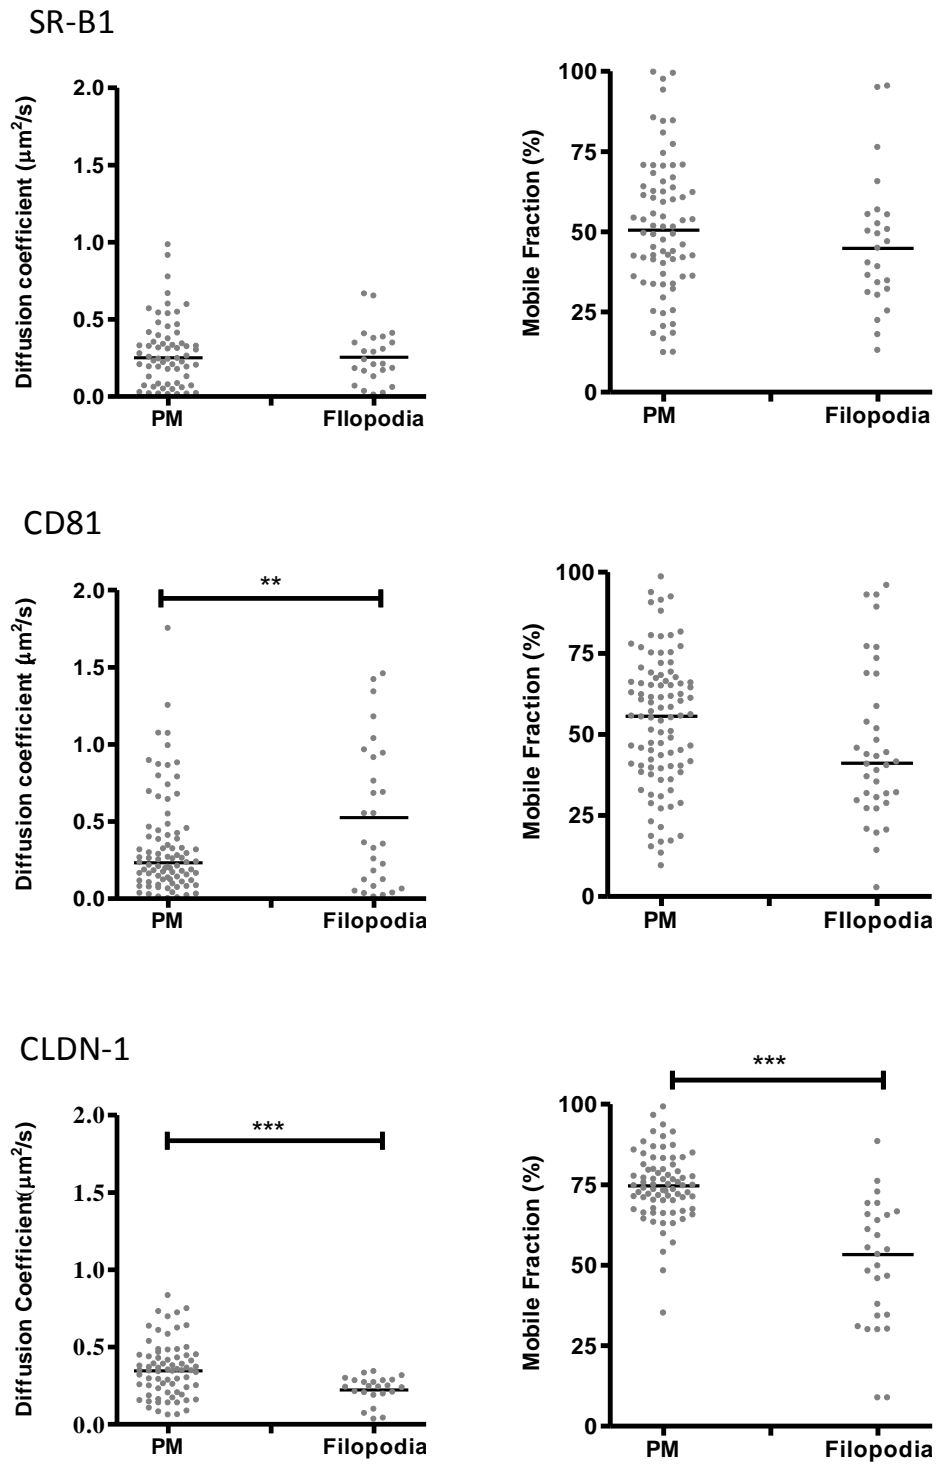 SR-B1
Diffusion coefficient (μm²/s)
2.0
1.5
1.0
0.5
0.0
PM
FIlopodia
Mobile Fraction (%)
100
75
50
25
0
PM
Filopodia
CD81
Diffusion coefficient (μm²/s)
2.0
1.5
1.0
0.5
0.0
**
PM
FIlopodia
Mobile Fraction (%)
100
75
50
25
0
PM
FIlopodia
CLDN-1
Diffusion Coefficient(μm²/s)
2.0
1.5
1.0
0.5
0.0
***
PM
Filopodia
Mobile Fraction (%)
100
75
50
25
0
***
PM
Filopodia